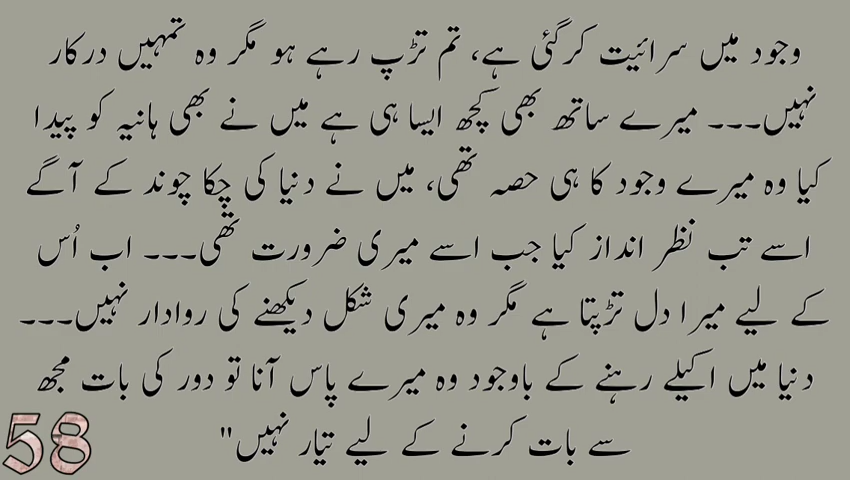 وجود میں سرائیت کرگئی ہے، تم تڑپ رہے ہو مگر وہ تمہیں درکار
نہیں۔۔۔ میرے ساتھ بھی کچھ ایسا ہی ہے میں نے بھی ہانیہ کو پیدا
کیا وہ میرے وجود کا ہی حصہ تھی، میں نے دنیا کی چکا چوند کے آگے
اسے تب نظر انداز کیا جب اسے میری ضرورت تھی۔۔۔ اب اُس
کے لیے میرا دل تڑپتا ہے مگر وہ میری شکل دیکھنے کی روادار نہیں۔۔۔
دنیا میں اکیلے رہنے کے باوجود وہ میرے پاس آنا تو دور کی بات مجھ
سے بات کرنے کے لیے تیار نہیں"
58